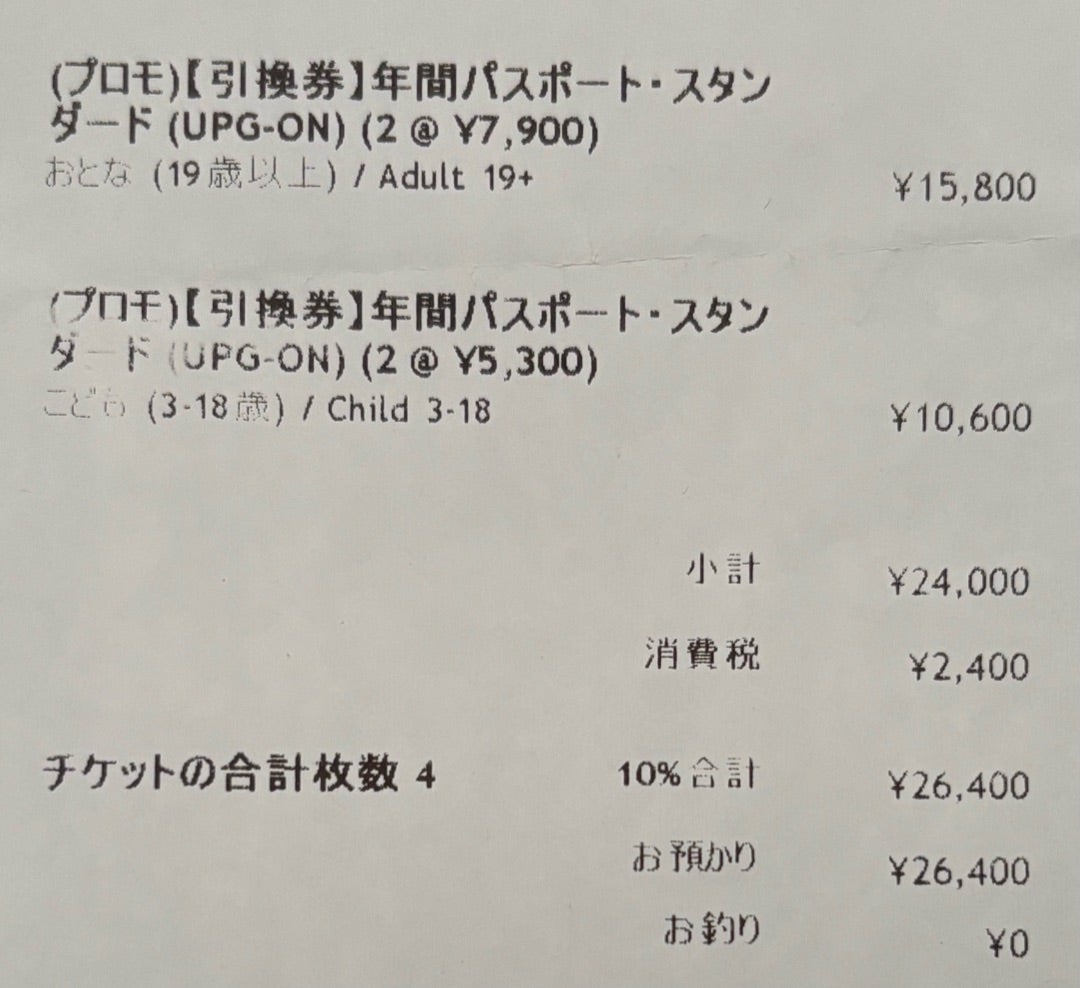 (プロモ)【引換券】年間パスポート・スタン
ダード (UPG-ON) (2 @ ¥7,900)
おとな (19歳以上) / Adult 19+
¥15,800
(プロモ)【引換券】年間パスポート・スタン
ダード (UPG-ON) (2 @ ¥5,300)
こども (3-18歳) / Child 3-18
¥10,600
小計 ¥24,000
消費税 ¥2,400
チケットの合計枚数 4 10%合計 ¥26,400
お預かり ¥26,400
お釣り ¥0